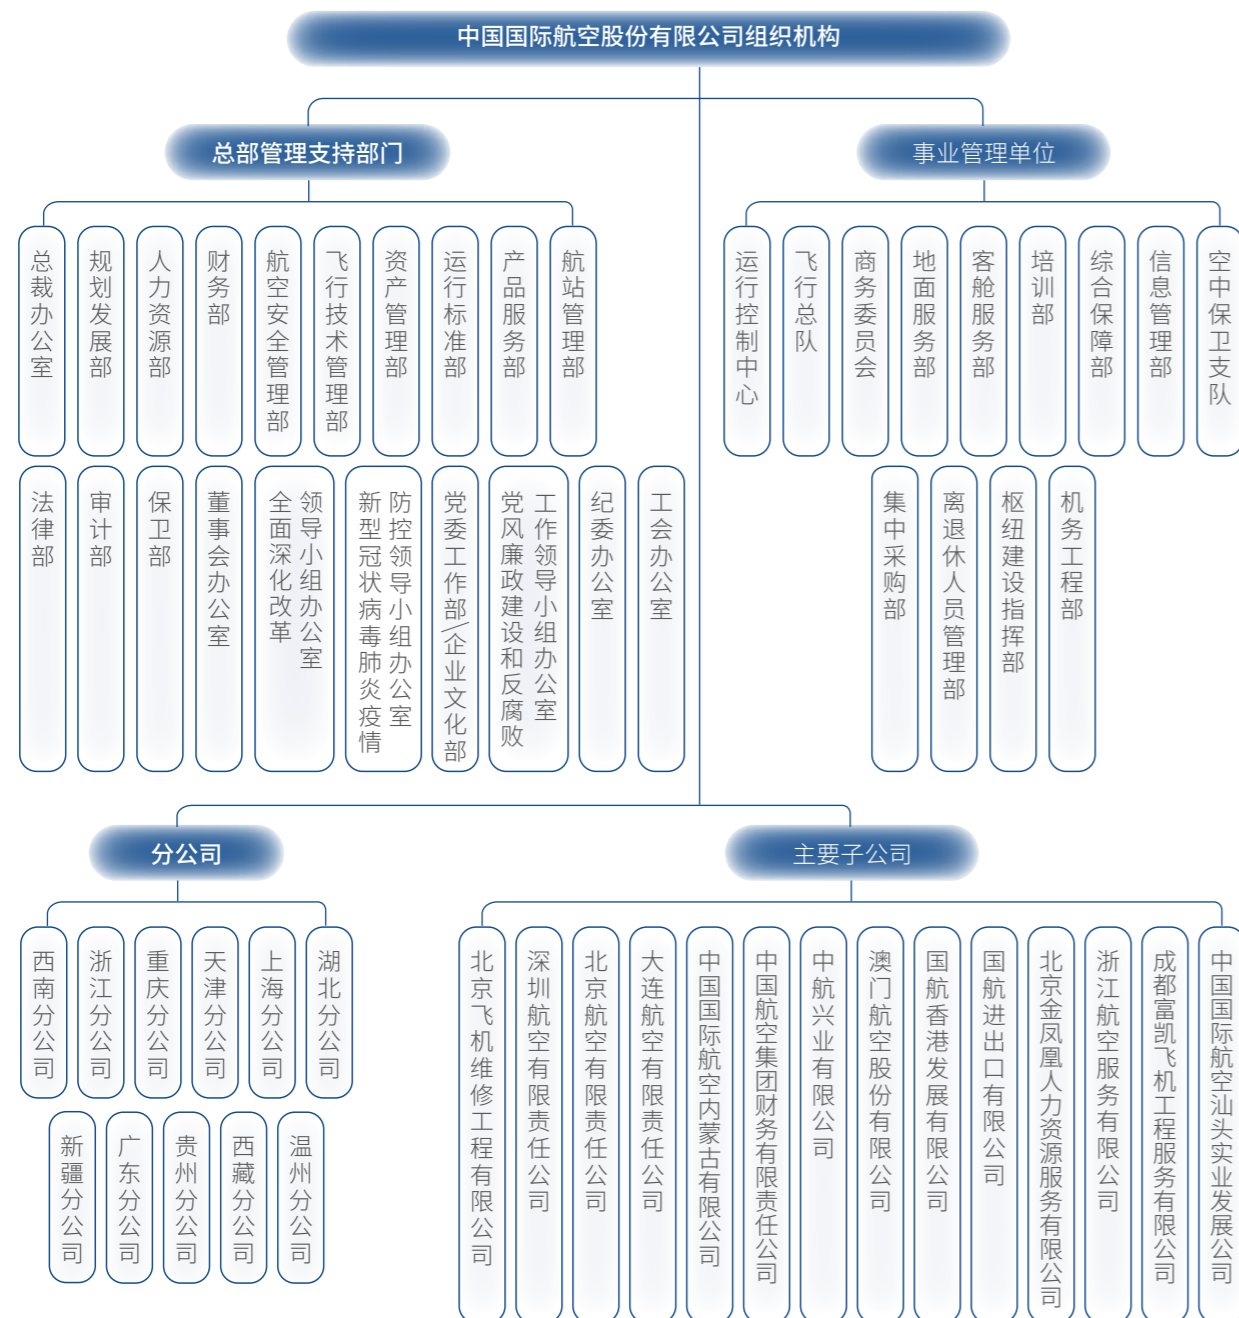 中国国际航空股份有限公司组织机构
总部管理支持部门
事业管理单位
总裁办公室
规划发展部
人力资源部
财务部
航空安全管理部
飞行技术管理部
资产管理部
运行标准部
产品服务部
航站管理部
运行控制中心
飞行总队
商务委员会
地面服务部
客舱服务部
培训部
综合保障部
信息管理部
空中保卫支队
法律部
审计部
保卫部
董事会办公室
全面深化改革
领导小组办公室
新型冠状病毒肺炎疫情
防控领导小组办公室
党委工作部/企业文化部
党风廉政建设和反腐败
工作领导小组办公室
纪委办公室
工会办公室
集中采购部
离退休人员管理部
枢纽建设指挥部
机务工程部
分公司
主要子公司
西南分公司
浙江分公司
重庆分公司
天津分公司
上海分公司
湖北分公司
新疆分公司
广东分公司
贵州分公司
西藏分公司
温州分公司
北京飞机维修工程有限公司
深圳航空有限责任公司
北京航空有限责任公司
大连航空有限责任公司
中国国际航空内蒙古有限公司
中国航空集团财务有限责任公司
中航兴业有限公司
澳门航空股份有限公司
国航香港发展有限公司
国航进出口有限公司
北京金凤凰人力资源服务有限公司
浙江航空服务有限公司
成都富凯飞机工程服务有限公司
中国国际航空汕头实业发展公司